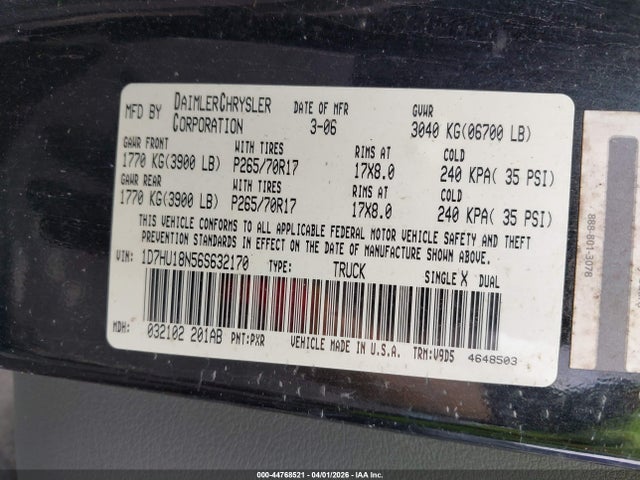 MFD BY DAIMLERCHRYSLER CORPORATION DATE OF MFR 3-06 GVWR 3040 KG(06700 LB)
GAWR FRONT WITH TIRES RIMS AT COLD
1770 KG(3900 LB) P265/70R17 17X8.0 240 KPA( 35 PSI)
GAWR REAR WITH TIRES RIMS AT COLD
1770 KG(3900 LB) P265/70R17 17X8.0 240 KPA( 35 PSI)
THIS VEHICLE CONFORMS TO ALL APPLICABLE FEDERAL MOTOR VEHICLE SAFETY AND THEFT
PREVENTION STANDARDS IN EFFECT ON THE DATE OF MANUFACTURE SHOWN ABOVE.
VIN: 1D7HU18N56S632170 TYPE: TRUCK SINGLE X DUAL
MDH: 032102 201AB PNT:PXR VEHICLE MADE IN U.S.A. TRM:V9D5 4648503
888-801-3078
000-44768521 - 04/01/2026 - IAA Inc.